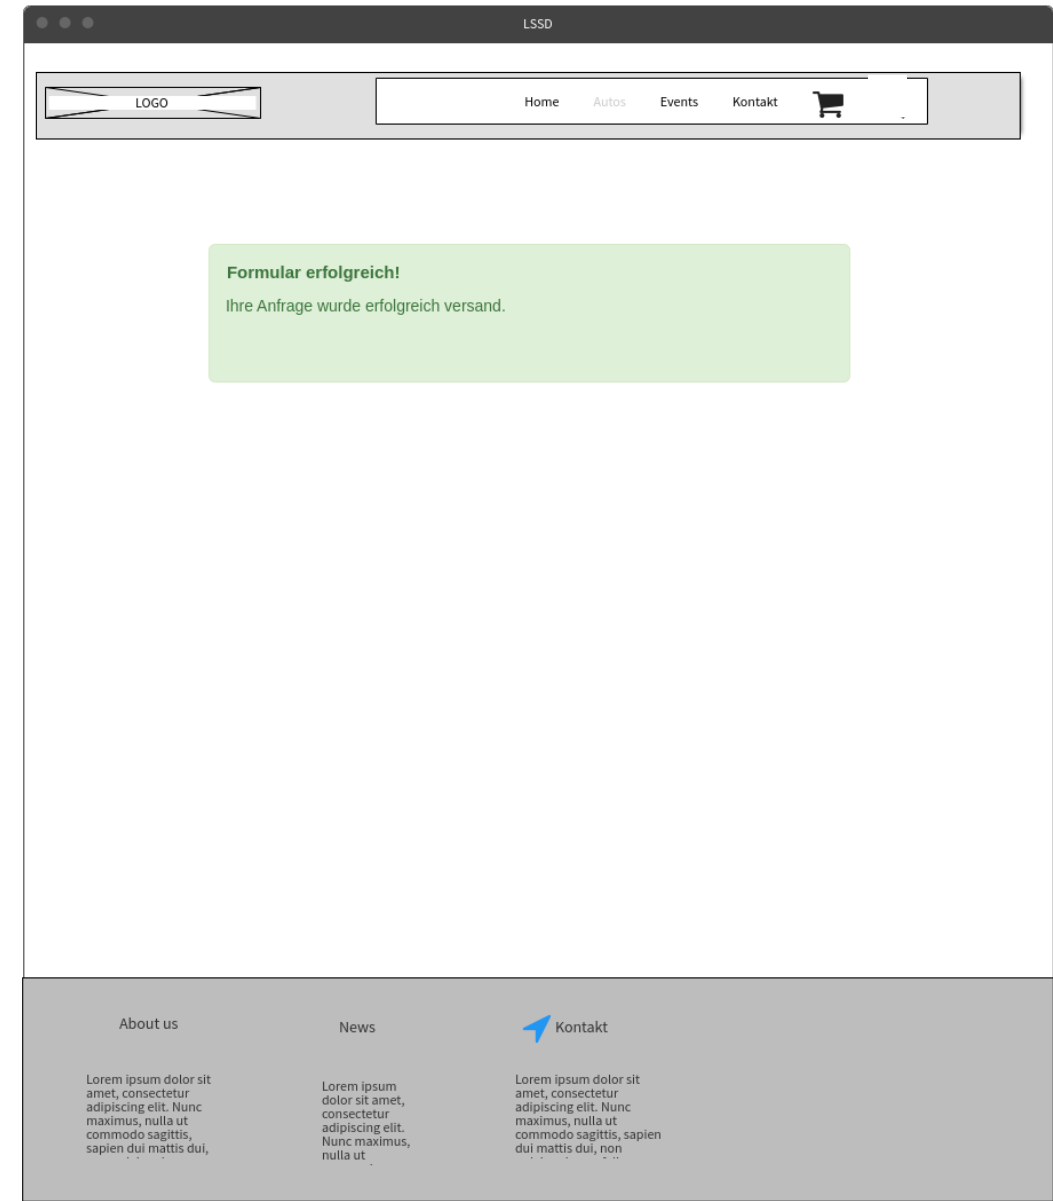 LSSD
LOGO
Home Autos Events Kontakt
Formular erfolgreich!
Ihre Anfrage wurde erfolgreich versand.
About us
Lorem ipsum dolor sit
amet, consectetur
adipiscing elit. Nunc
maximus, nulla ut
commodo sagittis,
sapien dui mattis dui,
News
Lorem ipsum
dolor sit amet,
consectetur
adipiscing elit.
Nunc maximus,
nulla ut
Kontakt
Lorem ipsum dolor sit
amet, consectetur
adipiscing elit. Nunc
maximus, nulla ut
commodo sagittis, sapien
dui mattis dui, non